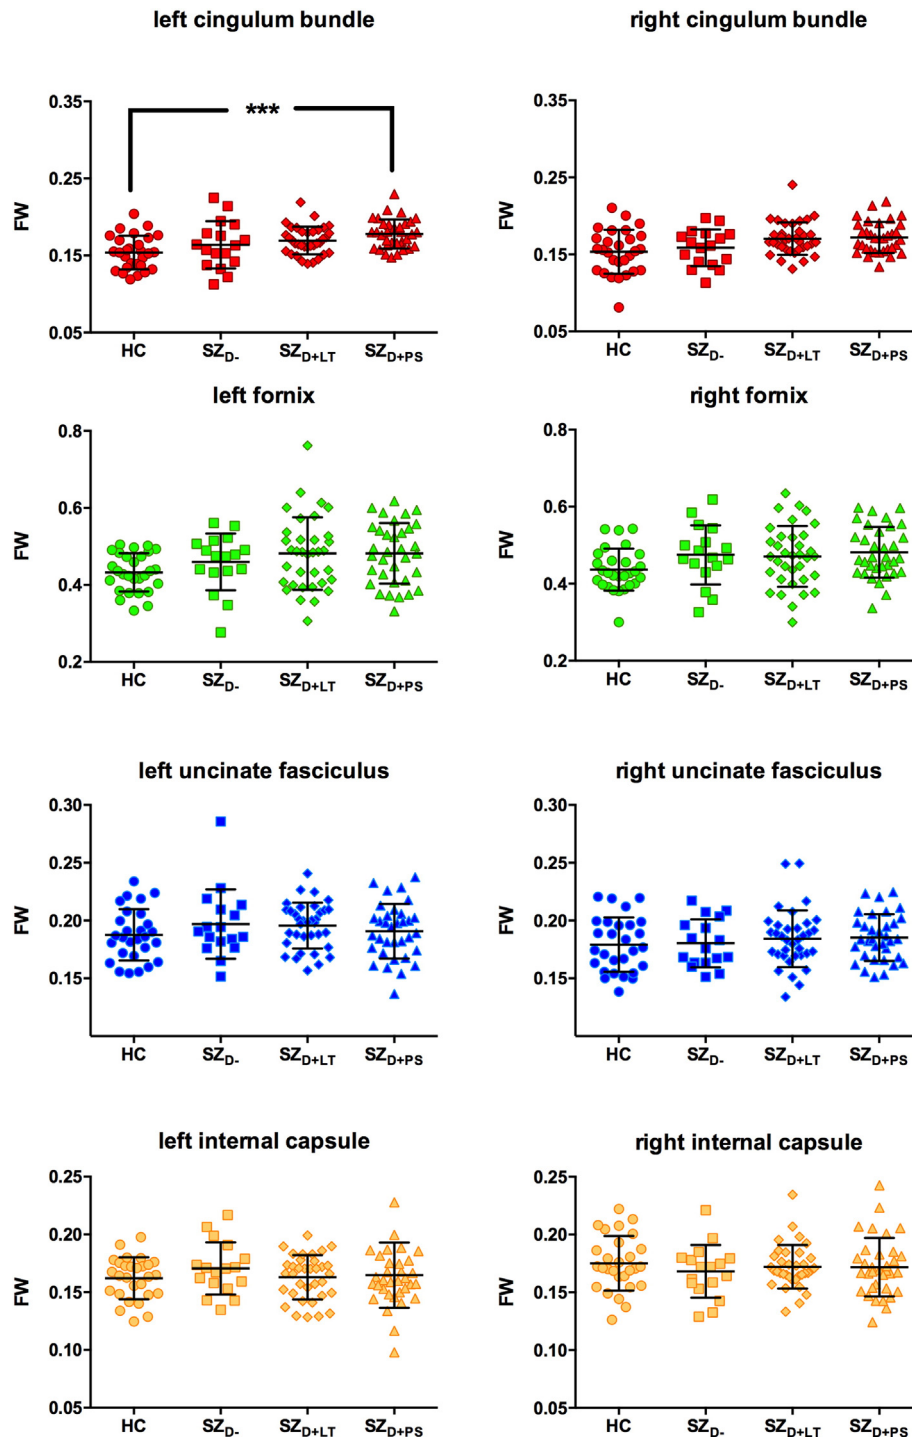 left cingulum bundle
right cingulum bundle
0.35
0.25
0.15
0.05
FW
***
HC SZD- SZD+LT SZD+PS
0.35
0.25
0.15
0.05
FW
HC SZD- SZD+LT SZD+PS
left fornix
right fornix
0.8
0.6
0.4
0.2
FW
HC SZD- SZD+LT SZD+PS
0.8
0.6
0.4
0.2
FW
HC SZD- SZD+LT SZD+PS
left uncinate fasciculus
right uncinate fasciculus
0.30
0.25
0.20
0.15
FW
HC SZD- SZD+LT SZD+PS
0.30
0.25
0.20
0.15
FW
HC SZD- SZD+LT SZD+PS
left internal capsule
right internal capsule
0.25
0.20
0.15
0.10
0.05
FW
HC SZD- SZD+LT SZD+PS
0.25
0.20
0.15
0.10
0.05
FW
HC SZD- SZD+LT SZD+PS